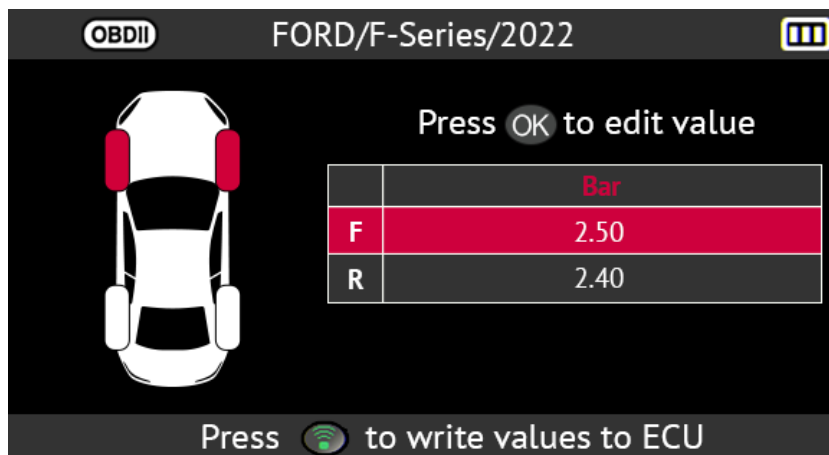 OBDII FORD/F-Series/2022
Press OK to edit value
Bar
F 2.50
R 2.40
Press to write values to ECU